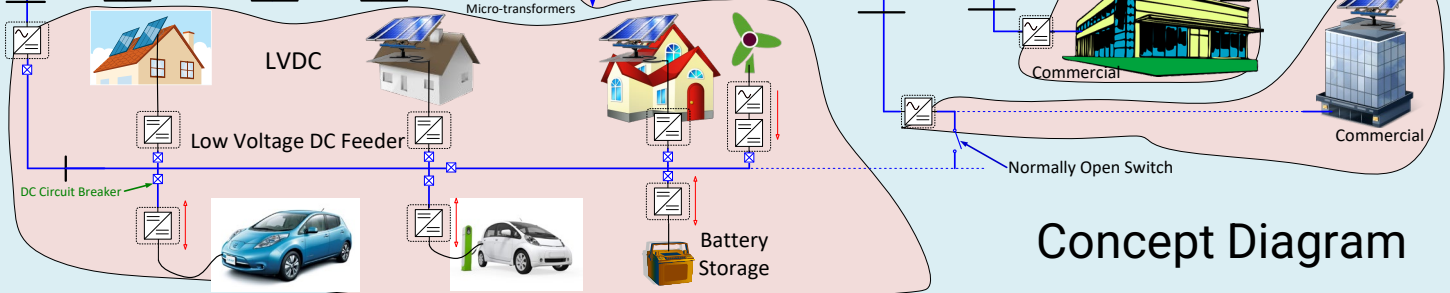 Micro-transformers
LVDC
Commercial
Commercial
Low Voltage DC Feeder
Normally Open Switch
DC Circuit Breaker
Battery
Storage
Concept Diagram